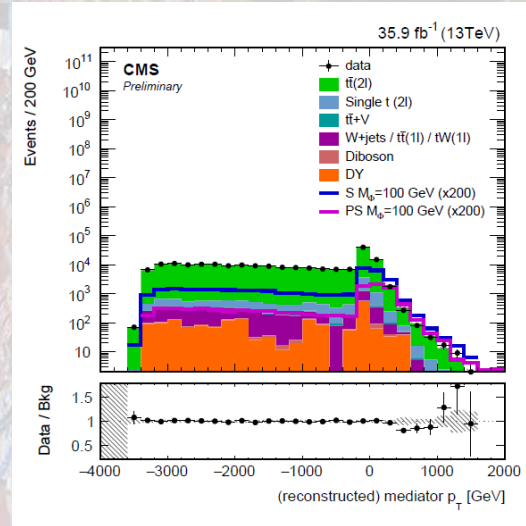 35.9 fb⁻¹ (13TeV)
CMS
Preliminary
data
tt̄(2l)
Single t (2l)
tt̄+V
W+jets / tt̄(1l) / tW(1l)
Diboson
DY
S M_Φ=100 GeV (x200)
PS M_Φ=100 GeV (x200)
Events / 200 GeV
10¹¹
10¹⁰
10⁹
10⁸
10⁷
10⁶
10⁵
10⁴
10³
10²
10
Data / Bkg
1.5
1
0.5
−4000 −3000 −2000 −1000 0 1000 2000
(reconstructed) mediator p_T [GeV]